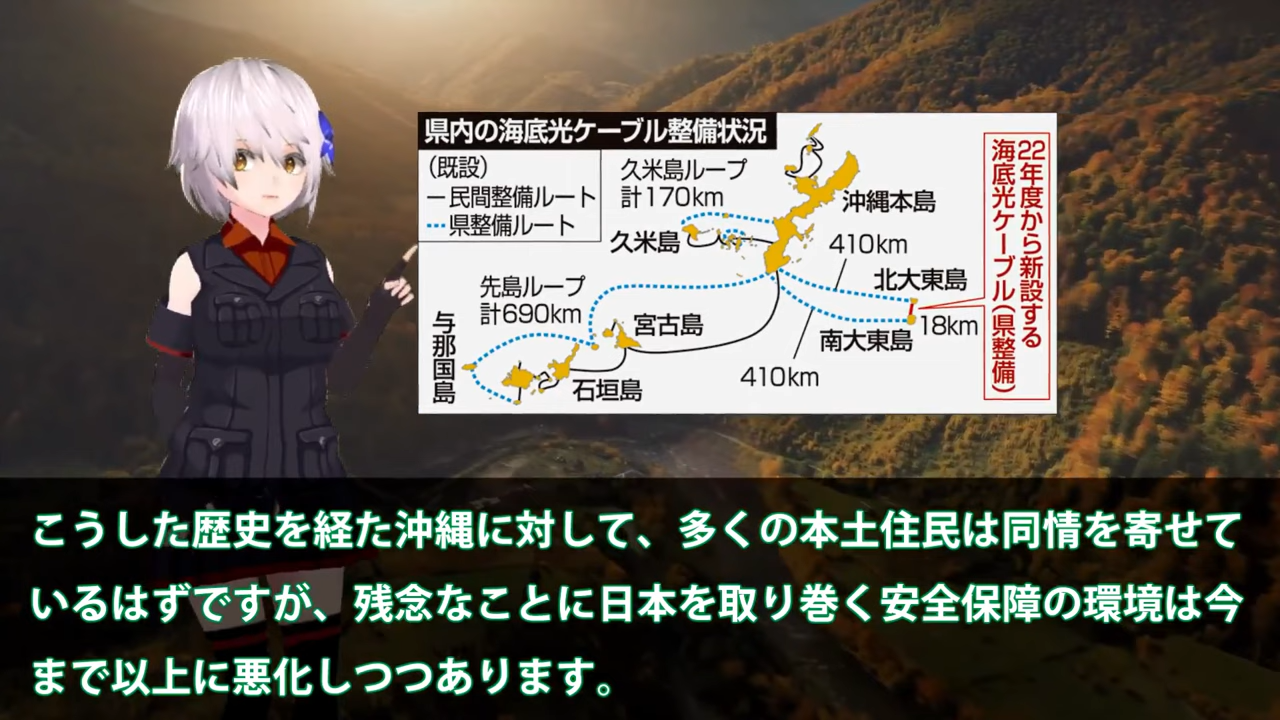 県内の海底光ケーブル整備状況
(既設)
─ 民間整備ルート
┅ 県整備ルート
久米島ループ
計170km
久米島
沖縄本島
410km
北大東島
18km
南大東島
410km
先島ループ
計690km
宮古島
与那国島
石垣島
22年度から新設する
海底光ケーブル(県整備)
こうした歴史を経た沖縄に対して、多くの本土住民は同情を寄せて
いるはずですが、残念なことに日本を取り巻く安全保障の環境は今
まで以上に悪化しつつあります。